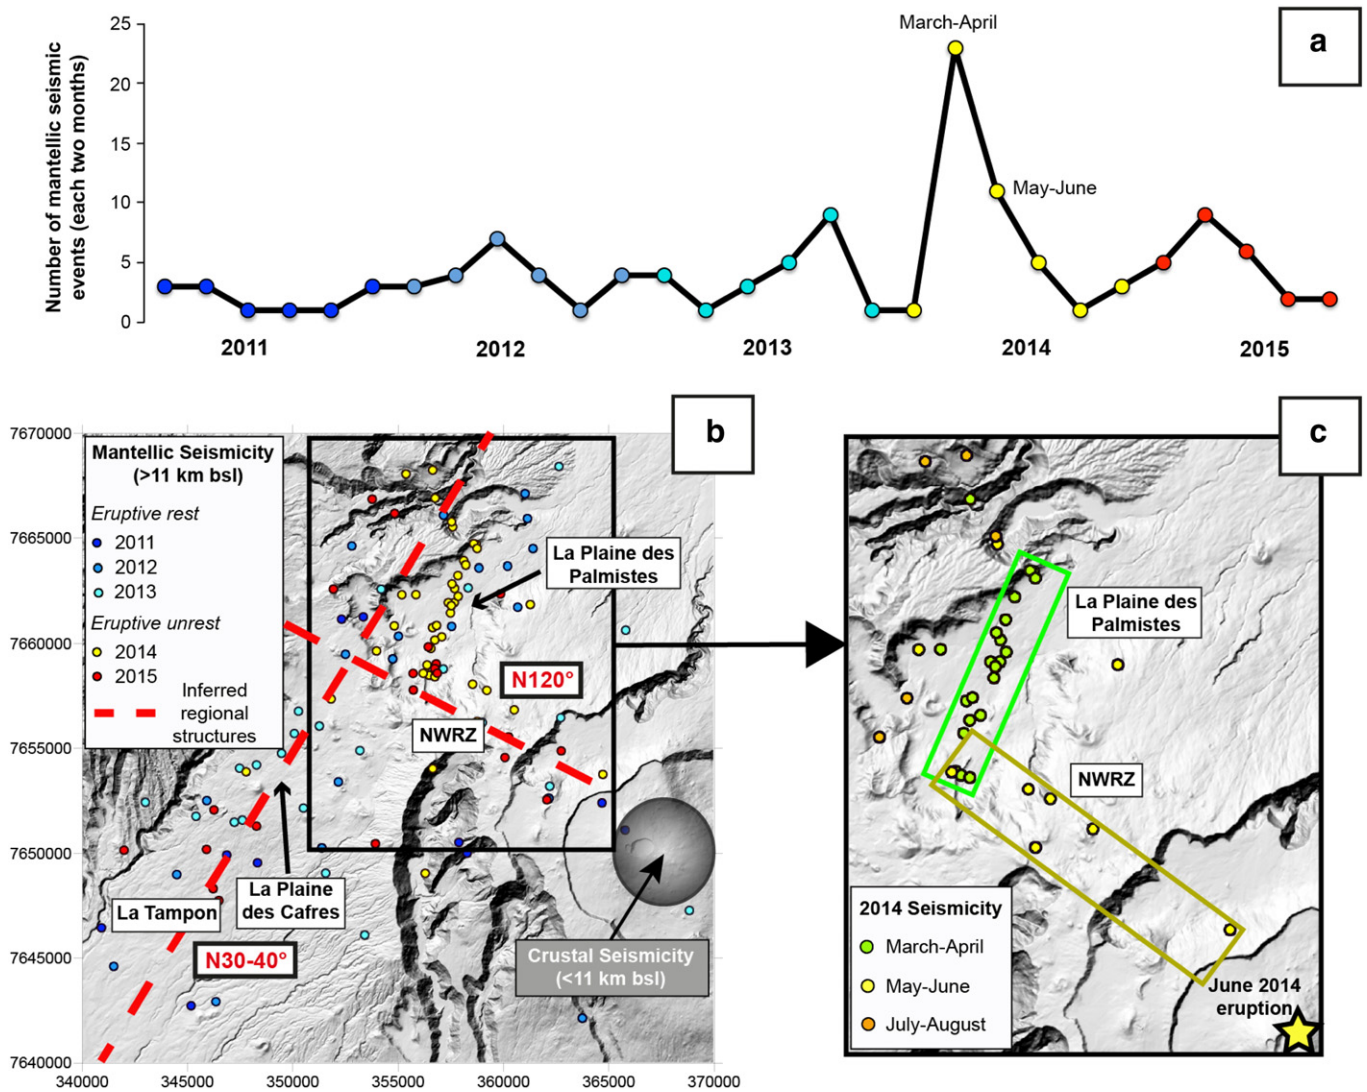 a
25
20
15
10
5
0
Number of mantellic seismic
events (each two months)
March-April
May-June
2011
2012
2013
2014
2015
b
7670000
7665000
7660000
7655000
7650000
7645000
7640000
340000
345000
350000
355000
360000
365000
370000
Mantellic Seismicity
(>11 km bsl)
Eruptive rest
2011
2012
2013
Eruptive unrest
2014
2015
Inferred
regional
structures
La Plaine des
Palmistes
N120°
NWRZ
La Plaine
des Cafres
La Tampon
N30-40°
Crustal Seismicity
(<11 km bsl)
c
La Plaine des
Palmistes
NWRZ
2014 Seismicity
March-April
May-June
July-August
June 2014
eruption